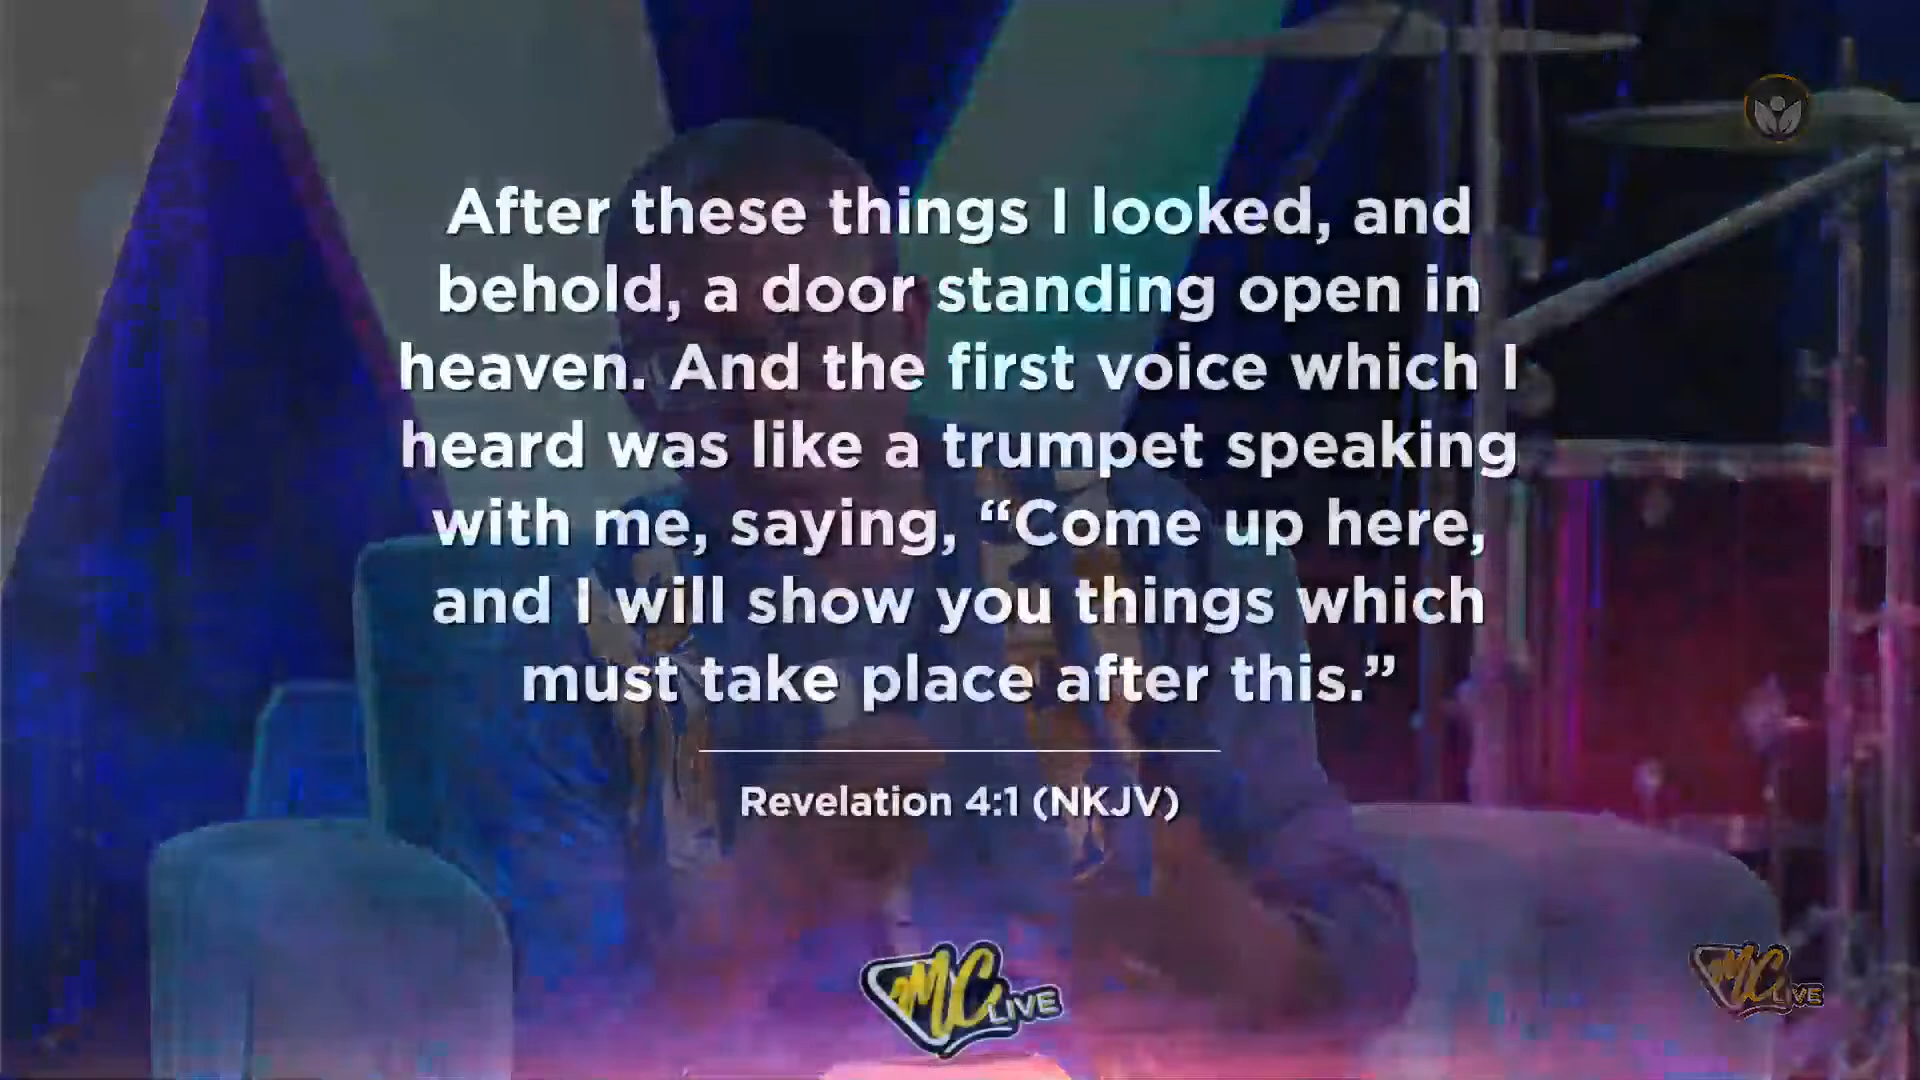 After these things I looked, and
behold, a door standing open in
heaven. And the first voice which I
heard was like a trumpet speaking
with me, saying, “Come up here,
and I will show you things which
must take place after this.”
Revelation 4:1 (NKJV)
MC LIVE
MC LIVE